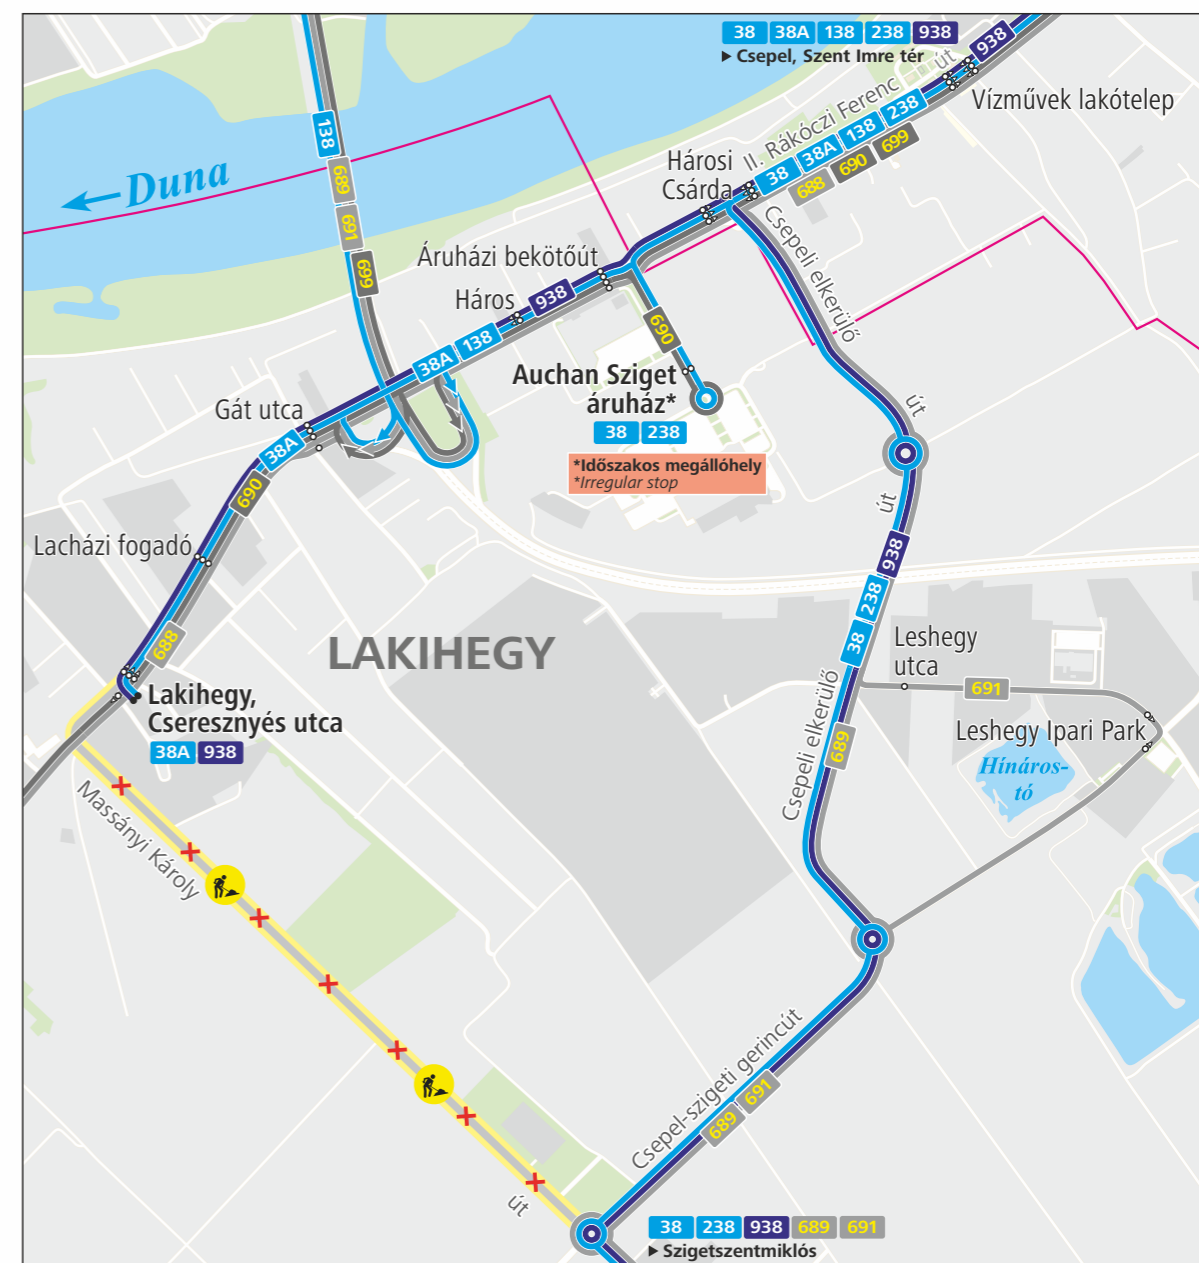 38 38A 138 238 938
▸ Csepel, Szent Imre tér
938
út
Vízművek lakótelep
II. Rákóczi Ferenc
38 38A 138 238
688 690 699
138
689
691
699
← Duna
Hárosi
Csárda
Csepeli elkerülő
Áruházi bekötőút
Háros
938
38A 138
690
Auchan Sziget
áruház*
38 238
*Időszakos megállóhely
*Irregular stop
út
Gát utca
38A
690
út
Lacházi fogadó
938
238
38
688
LAKIHEGY
Leshegy
utca
691
Lakihegy,
Cseresznyés utca
38A 938
Csepeli elkerülő
689
Leshegy Ipari Park
Hínáros-
tó
Massányi Károly
Csepel-szigeti gerincút
689 691
út
38 238 938 689 691
▸ Szigetszentmiklós